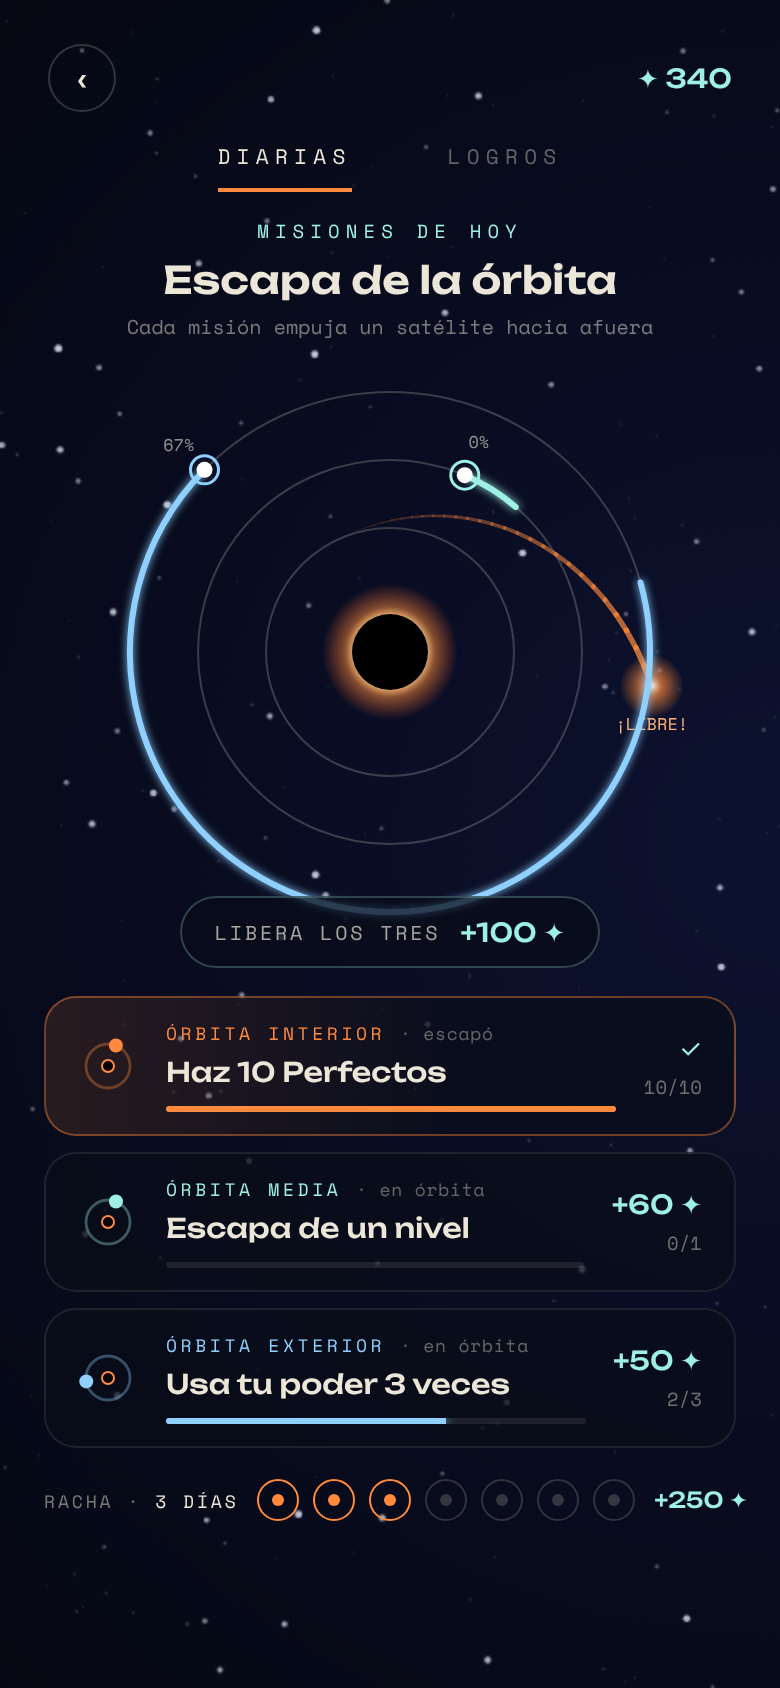 ‹
✦ 340
DIARIAS
LOGROS
MISIONES DE HOY
Escapa de la órbita
Cada misión empuja un satélite hacia afuera
67%
0%
¡LIBRE!
LIBERA LOS TRES +100 ✦
ÓRBITA INTERIOR · escapó
Haz 10 Perfectos
✓
10/10
ÓRBITA MEDIA · en órbita
Escapa de un nivel
+60 ✦
0/1
ÓRBITA EXTERIOR · en órbita
Usa tu poder 3 veces
+50 ✦
2/3
RACHA · 3 DÍAS
+250 ✦